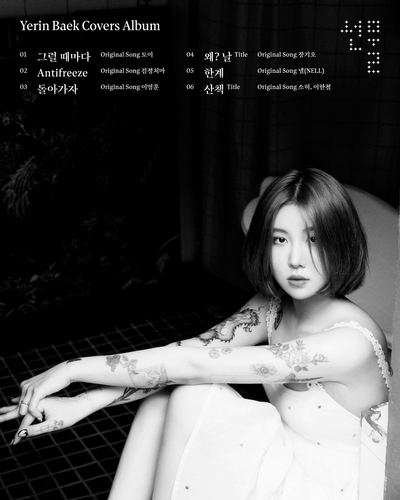 Yerin Baek Covers Album
01 그럴 때마다 Original Song 토이
02 Antifreeze Original Song 검정치마
03 돌아가자 Original Song 이영훈
04 왜? 날 Title Original Song 장기호
05 한계 Original Song 넬(NELL)
06 산책 Title Original Song 소히, 이한철
선물